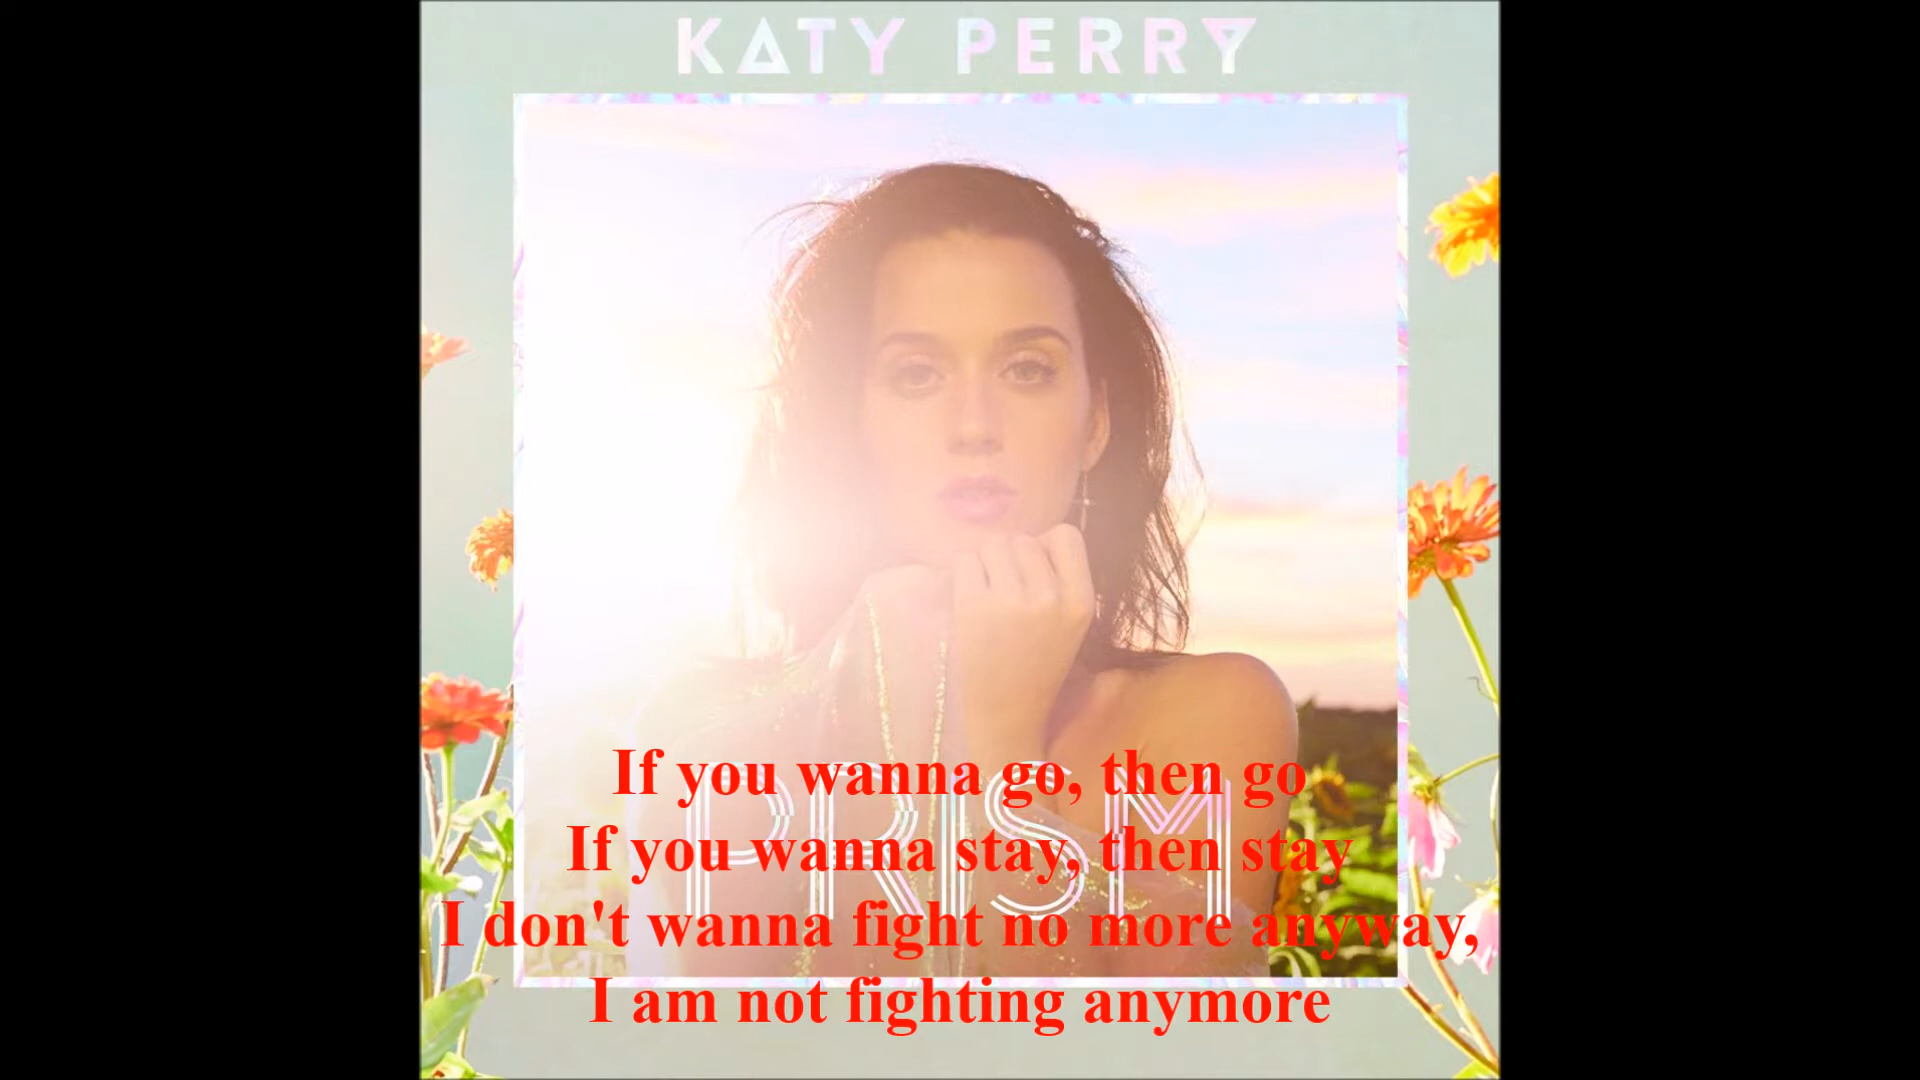 KATY PERRY
PRISM
If you wanna go, then go
If you wanna stay, then stay
I don't wanna fight no more anyway,
I am not fighting anymore